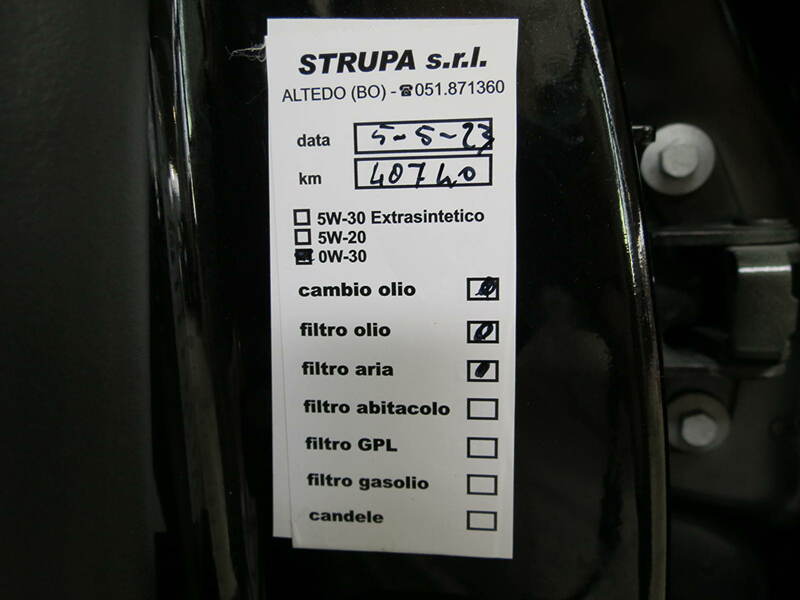 STRUPA s.r.l.
ALTEDO (BO) - ☎051.871360
data 5-5-23
km 40740
5W-30 Extrasintetico
5W-20
0W-30
cambio olio
filtro olio
filtro aria
filtro abitacolo
filtro GPL
filtro gasolio
candele